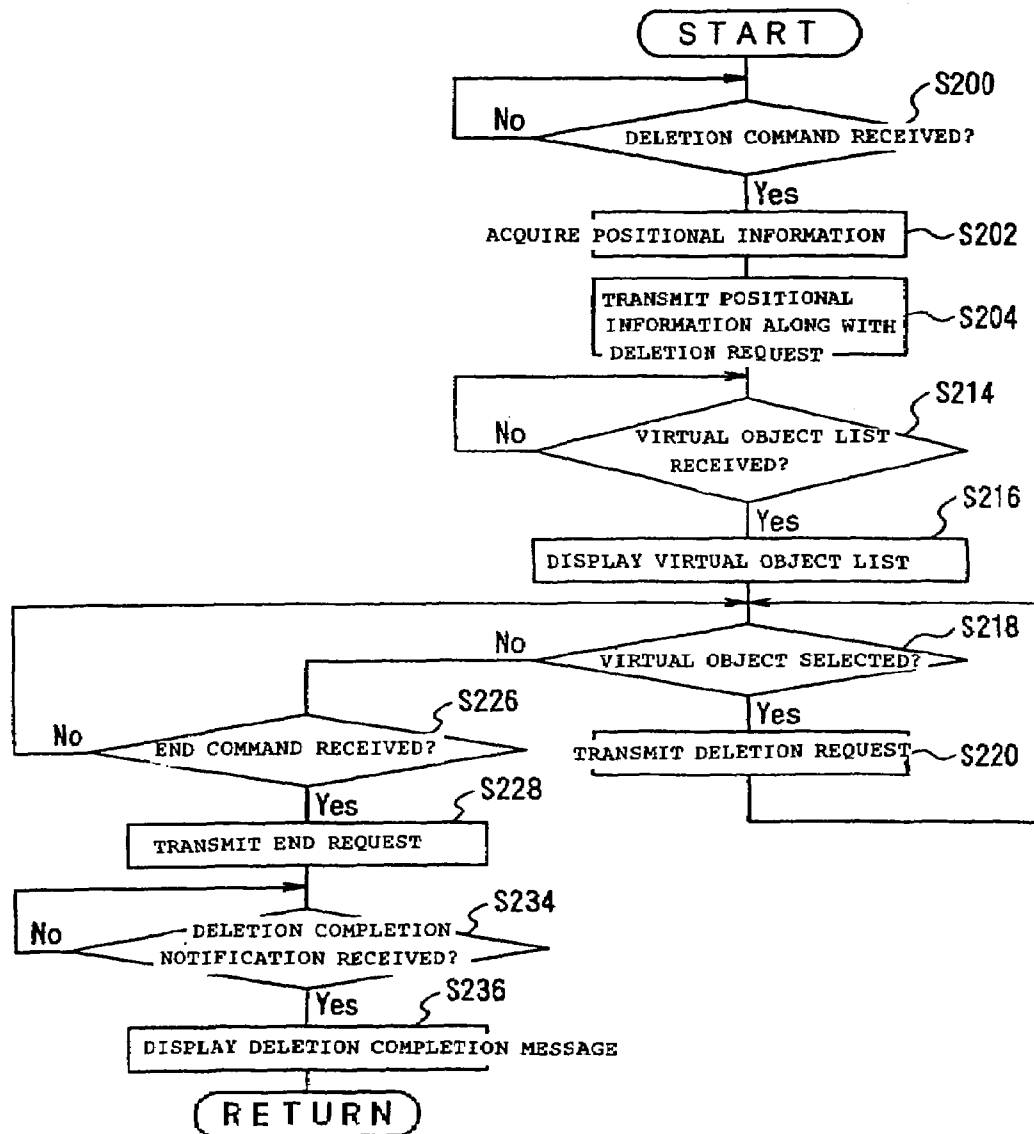 START
S200
No
DELETION COMMAND RECEIVED?
Yes
ACQUIRE POSITIONAL INFORMATION
S202
TRANSMIT POSITIONAL
INFORMATION ALONG WITH
DELETION REQUEST
S204
S214
No
VIRTUAL OBJECT LIST
RECEIVED?
Yes
S216
DISPLAY VIRTUAL OBJECT LIST
S218
No
VIRTUAL OBJECT SELECTED?
Yes
TRANSMIT DELETION REQUEST
S220
S226
No
END COMMAND RECEIVED?
Yes
S228
TRANSMIT END REQUEST
S234
No
DELETION COMPLETION
NOTIFICATION RECEIVED?
Yes
S236
DISPLAY DELETION COMPLETION MESSAGE
RETURN